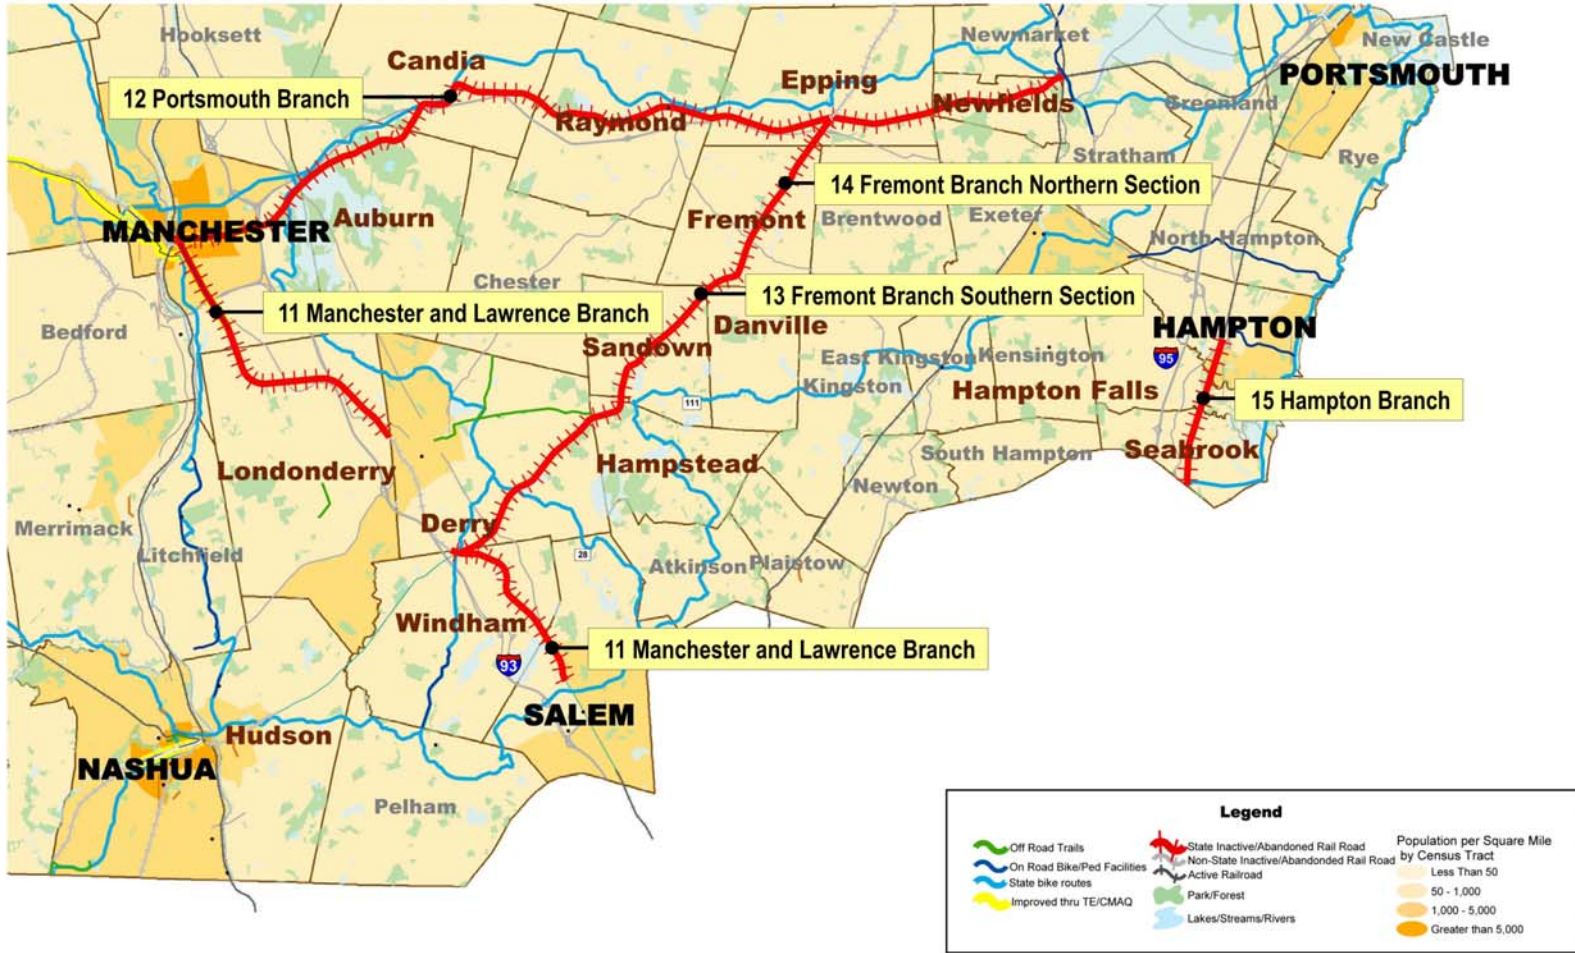 Hooksett
Candia
Newmarket
New Castle
PORTSMOUTH
12 Portsmouth Branch
Epping
Raymond
Newfields
Greenland
Stratham
Rye
14 Fremont Branch Northern Section
MANCHESTER
Auburn
Fremont
Brentwood
Exeter
North Hampton
Chester
13 Fremont Branch Southern Section
11 Manchester and Lawrence Branch
Bedford
Danville
HAMPTON
Sandown
East Kingston
Kensington
95
Kingston
Hampton Falls
111
15 Hampton Branch
Londonderry
Hampstead
South Hampton
Seabrook
Newton
Merrimack
Derry
Litchfield
28
Atkinson
Plaistow
Windham
11 Manchester and Lawrence Branch
93
SALEM
Hudson
NASHUA
Pelham
Legend
Off Road Trails
On Road Bike/Ped Facilities
State bike routes
Improved thru TE/CMAQ
State Inactive/Abandoned Rail Road
Non-State Inactive/Abandonded Rail Road
Active Railroad
Park/Forest
Lakes/Streams/Rivers
Population per Square Mile
by Census Tract
Less Than 50
50 - 1,000
1,000 - 5,000
Greater than 5,000